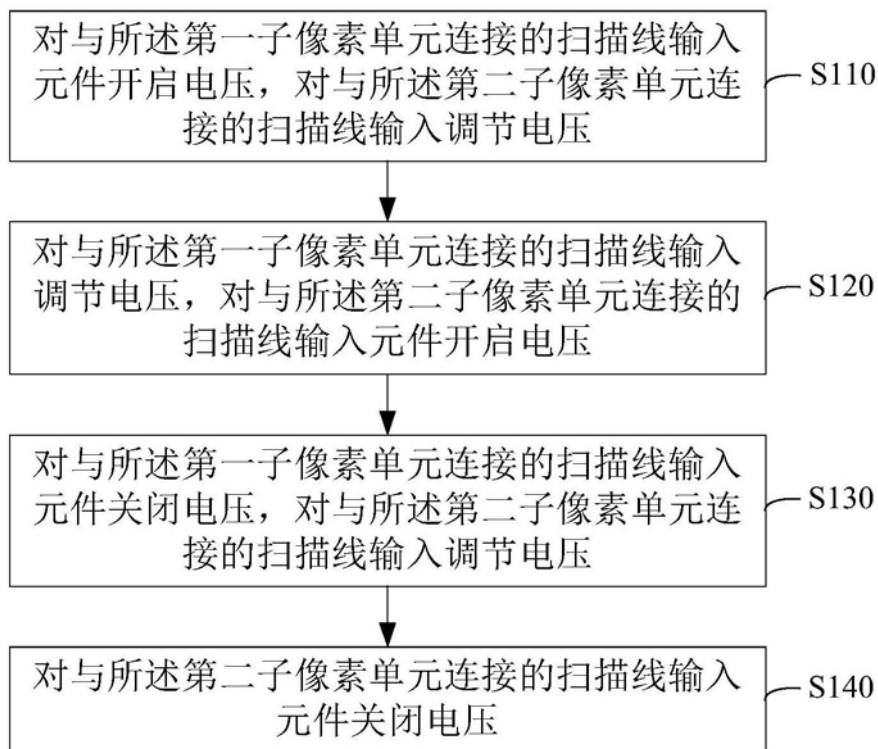 对与所述第一子像素单元连接的扫描线输入
元件开启电压，对与所述第二子像素单元连
接的扫描线输入调节电压
S110
对与所述第一子像素单元连接的扫描线输入
调节电压，对与所述第二子像素单元连接的
扫描线输入元件开启电压
S120
对与所述第一子像素单元连接的扫描线输入
元件关闭电压，对与所述第二子像素单元连
接的扫描线输入调节电压
S130
对与所述第二子像素单元连接的扫描线输入
元件关闭电压
S140